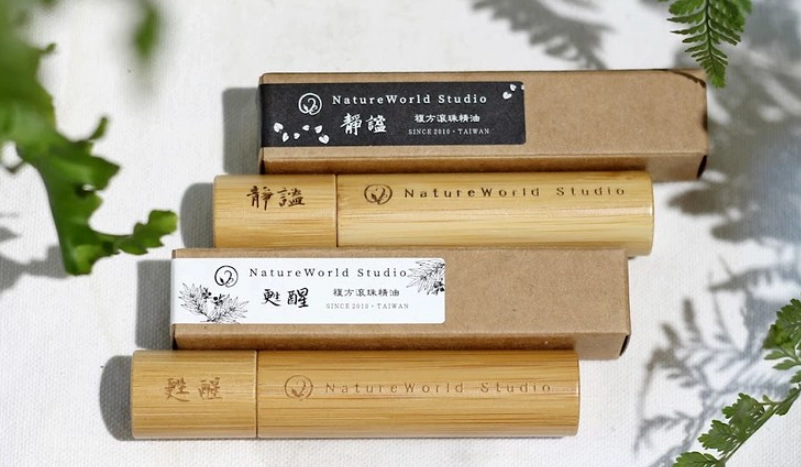 NatureWorld Studio
靜謐
複方滾珠精油
SINCE 2010・TAIWAN
靜謐
NatureWorld Studio
NatureWorld Studio
甦醒
複方滾珠精油
SINCE 2010・TAIWAN
甦醒
NatureWorld Studio